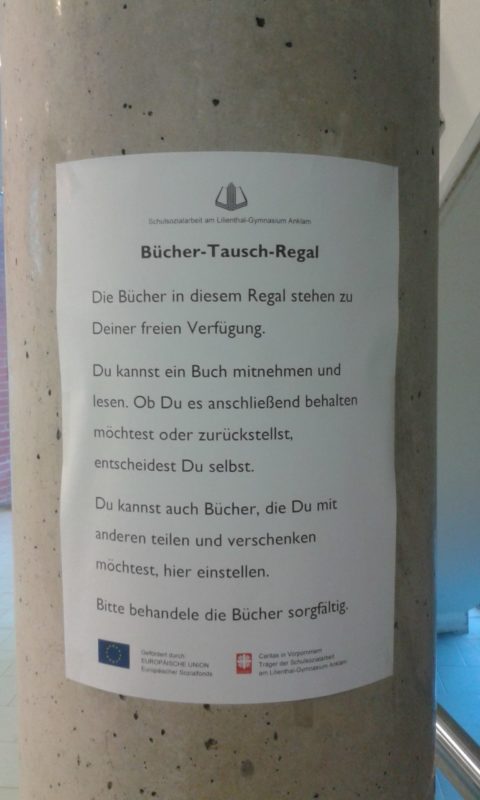 Schulsozialarbeit am Lilienthal-Gymnasium Anklam
Bücher-Tausch-Regal
Die Bücher in diesem Regal stehen zu
Deiner freien Verfügung.
Du kannst ein Buch mitnehmen und
lesen. Ob Du es anschließend behalten
möchtest oder zurückstellst,
entscheidest Du selbst.
Du kannst auch Bücher, die Du mit
anderen teilen und verschenken
möchtest, hier einstellen.
Bitte behandele die Bücher sorgfältig.
Gefördert durch:
EUROPÄISCHE UNION
Europäischer Sozialfonds
Caritas in Vorpommern
Träger der Schulsozialarbeit
am Lilienthal-Gymnasium Anklam